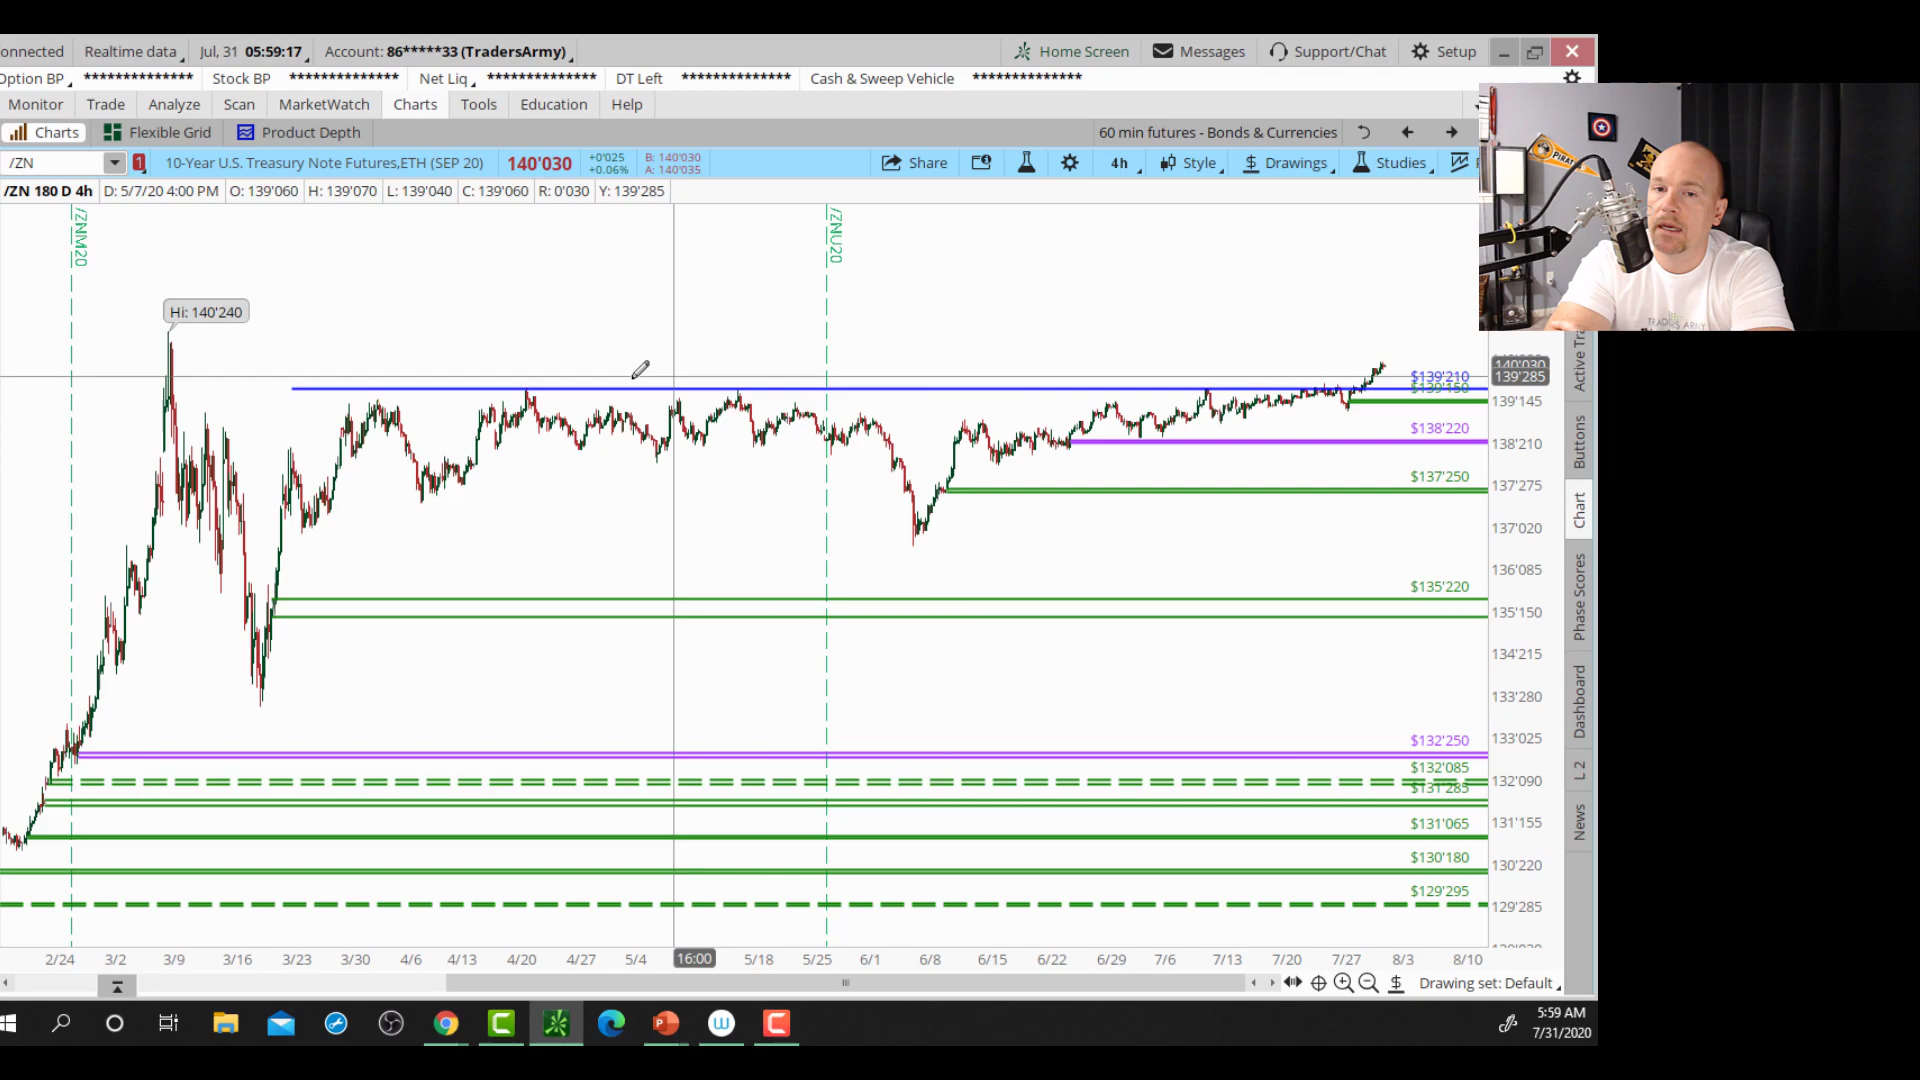 onnected Realtime data Jul, 31 05:59:17 Account: 86*****33 (TradersArmy) Home Screen Messages Support/Chat Setup
Option BP ************** Stock BP ************** Net Liq ************** DT Left ************** Cash & Sweep Vehicle **************
Monitor Trade Analyze Scan MarketWatch Charts Tools Education Help
Charts Flexible Grid Product Depth 60 min futures - Bonds & Currencies
/ZN 1 10-Year U.S. Treasury Note Futures,ETH (SEP 20) 140'030 +0'025 +0.06% B: 140'030 A: 140'035 Share 4h Style Drawings Studies
/ZN 180 D 4h D: 5/7/20 4:00 PM O: 139'060 H: 139'070 L: 139'040 C: 139'060 R: 0'030 Y: 139'285
/ZNM20
/ZNU20
Hi: 140'240
140'030
$139'210
139'285
$139'150
139'145
$138'220
138'210
$137'250
137'275
137'020
136'085
$135'220
135'150
134'215
133'280
$132'250
133'025
$132'085
132'090
$131'285
$131'065
131'155
$130'180
130'220
$129'295
129'285
2/24 3/2 3/9 3/16 3/23 3/30 4/6 4/13 4/20 4/27 5/4 16:00 5/18 5/25 6/1 6/8 6/15 6/22 6/29 7/6 7/13 7/20 7/27 8/3 8/10
Drawing set: Default
Buttons
Chart
Phase Scores
Dashboard
L 2
News
PIRAT
TRADERS ARMY
5:59 AM
7/31/2020